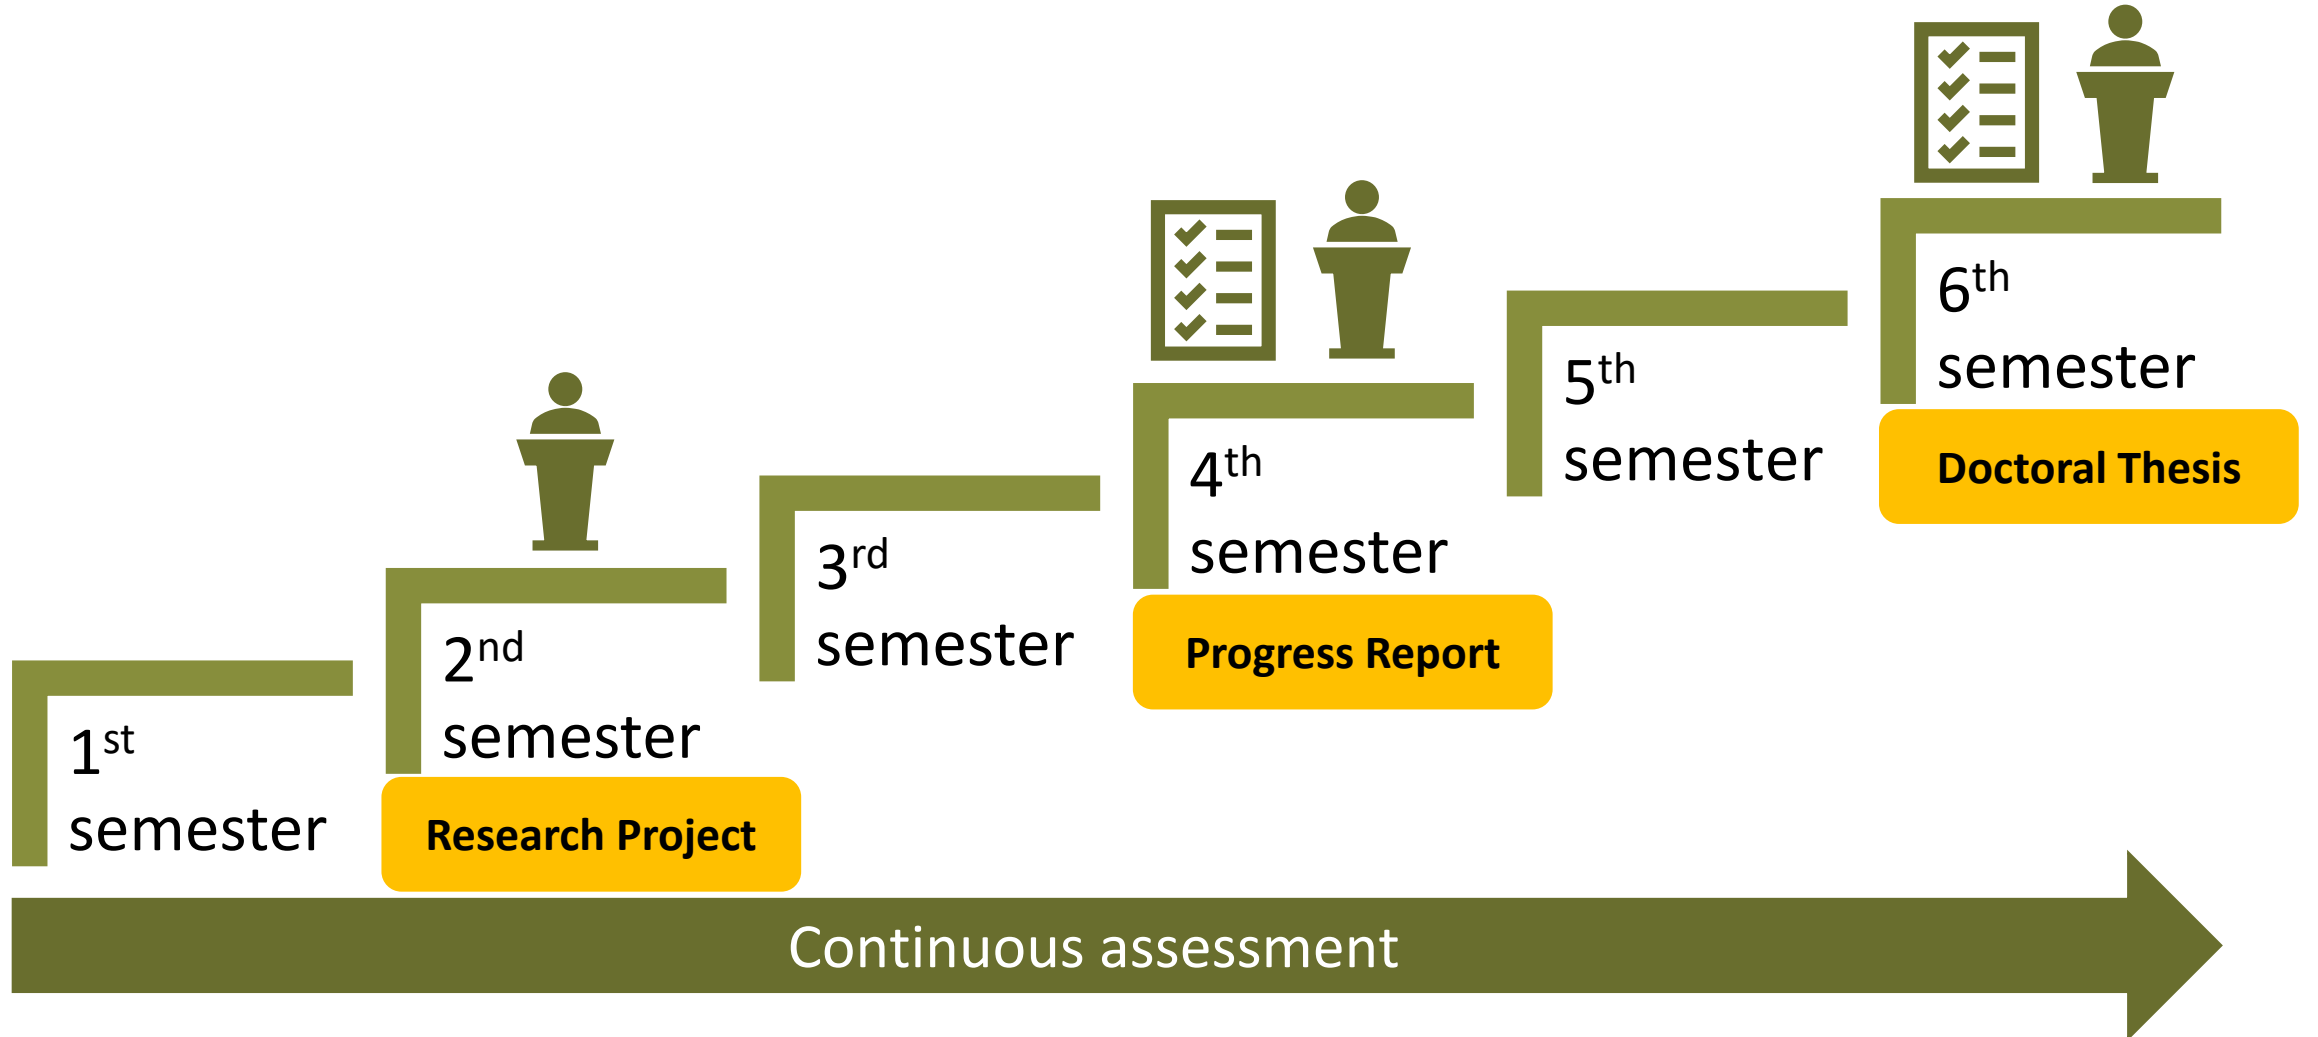 1st
semester
2nd
semester
Research Project
3rd
semester
4th
semester
Progress Report
5th
semester
6th
semester
Doctoral Thesis
Continuous assessment